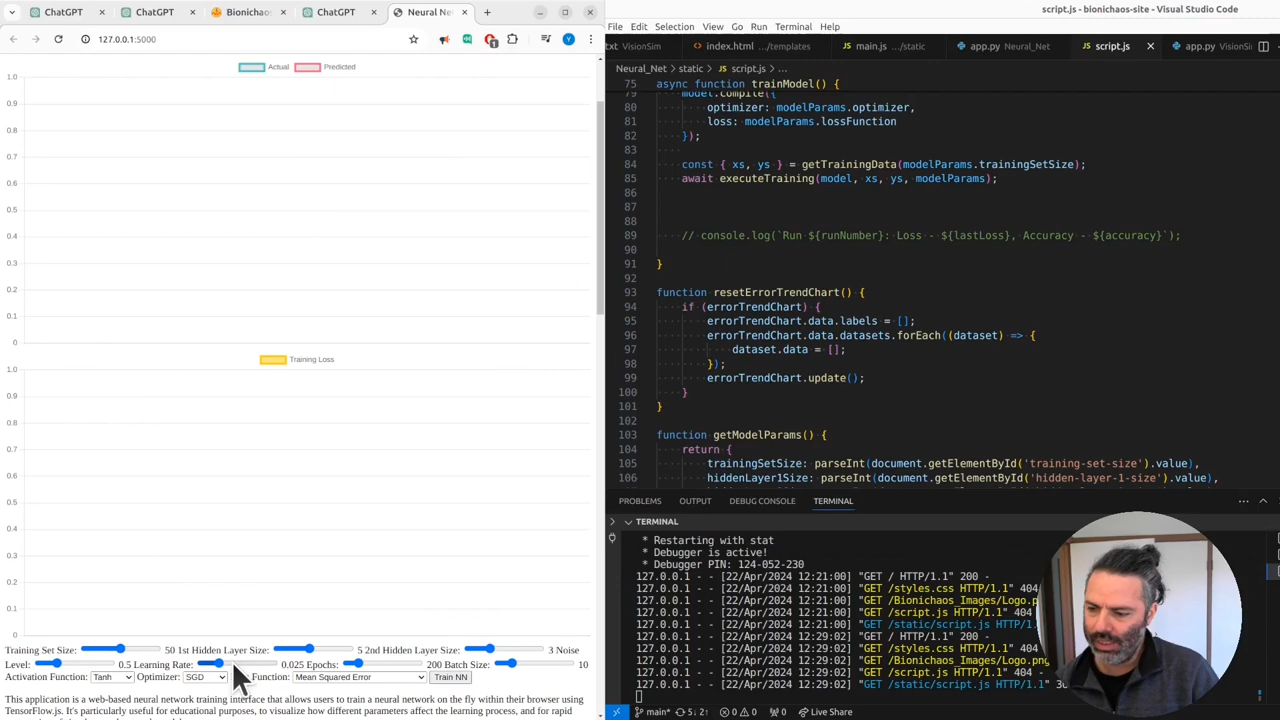 ChatGPT
ChatGPT
Bionichaos
ChatGPT
Neural Ne
127.0.0.1:5000
1
Y
Actual Predicted
1.0
0.9
0.8
0.7
0.6
0.5
0.4
0.3
0.2
0.1
0
Training Loss
1.0
0.9
0.8
0.7
0.6
0.5
0.4
0.3
0.2
0.1
0
Training Set Size: 50 1st Hidden Layer Size: 5 2nd Hidden Layer Size: 3 Noise
Level: 0.5 Learning Rate: 0.025 Epochs: 200 Batch Size: 10
Activation Function: Tanh Optimizer: SGD Function: Mean Squared Error Train NN
This application is a web-based neural network training interface that allows users to train a neural network on the fly within their browser using
TensorFlow.js. It's particularly useful for educational purposes, to visualize how different parameters affect the learning process, and for rapid
script.js - bionichaos-site - Visual Studio Code
File Edit Selection View Go Run Terminal Help
txt VisionSim index.html .../templates main.js .../static app.py Neural_Net script.js app.py VisionSi
Neural_Net > static > script.js > ...
75 async function trainModel() {
79 model.compile({
80 optimizer: modelParams.optimizer,
81 loss: modelParams.lossFunction
82 });
83
84 const { xs, ys } = getTrainingData(modelParams.trainingSetSize);
85 await executeTraining(model, xs, ys, modelParams);
86
87
88
89 // console.log(`Run ${runNumber}: Loss - ${lastLoss}, Accuracy - ${accuracy}`);
90
91 }
92
93 function resetErrorTrendChart() {
94 if (errorTrendChart) {
95 errorTrendChart.data.labels = [];
96 errorTrendChart.data.datasets.forEach((dataset) => {
97 dataset.data = [];
98 });
99 errorTrendChart.update();
100 }
101 }
102
103 function getModelParams() {
104 return {
105 trainingSetSize: parseInt(document.getElementById('training-set-size').value),
106 hiddenLayer1Size: parseInt(document.getElementById('hidden-layer-1-size').value),
PROBLEMS OUTPUT DEBUG CONSOLE TERMINAL
TERMINAL
* Restarting with stat
* Debugger is active!
* Debugger PIN: 124-052-230
127.0.0.1 - - [22/Apr/2024 12:21:00] "GET / HTTP/1.1" 200 -
127.0.0.1 - - [22/Apr/2024 12:21:00] "GET /styles.css HTTP/1.1" 404
127.0.0.1 - - [22/Apr/2024 12:21:00] "GET /Bionichaos_Images/Logo.p
127.0.0.1 - - [22/Apr/2024 12:21:00] "GET /script.js HTTP/1.1" 404
127.0.0.1 - - [22/Apr/2024 12:21:00] "GET /static/script.js HTTP/1.
127.0.0.1 - - [22/Apr/2024 12:29:02] "GET / HTTP/1.1" 200 -
127.0.0.1 - - [22/Apr/2024 12:29:02] "GET /styles.css HTTP/1.1" 404
127.0.0.1 - - [22/Apr/2024 12:29:02] "GET /Bionichaos_Images/Logo.png
127.0.0.1 - - [22/Apr/2024 12:29:02] "GET /script.js HTTP/1.1" 404
127.0.0.1 - - [22/Apr/2024 12:29:02] "GET /static/script.js HTTP/1.1" 30
main* 5↓ 2↑ 0 0 0 Live Share